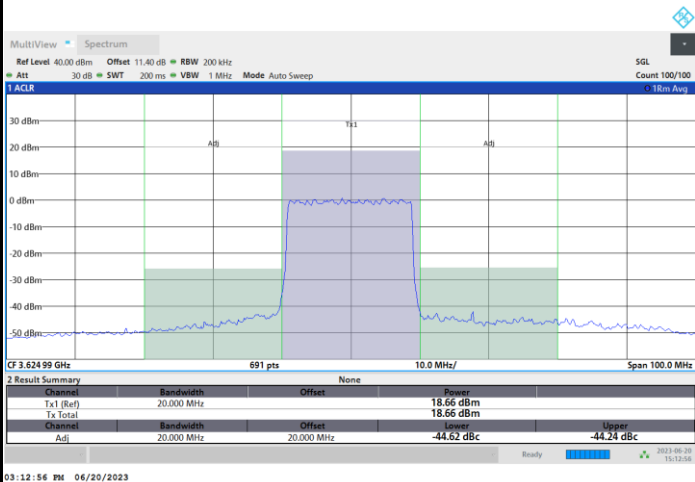 MultiView Spectrum
Ref Level 40.00 dBm Offset 11.40 dB RBW 200 kHz SGL
Att 30 dB SWT 200 ms VBW 1 MHz Mode Auto Sweep Count 100/100
1 ACLR 1Rm Avg
30 dBm
Tx1
20 dBm
Adj Adj
10 dBm
0 dBm
-10 dBm
-20 dBm
-30 dBm
-40 dBm
-50 dBm
CF 3.624 99 GHz 691 pts 10.0 MHz/ Span 100.0 MHz
2 Result Summary None
Channel Bandwidth Offset Power
Tx1 (Ref) 20.000 MHz 18.66 dBm
Tx Total 18.66 dBm
Channel Bandwidth Offset Lower Upper
Adj 20.000 MHz 20.000 MHz -44.62 dBc -44.24 dBc
Ready 2023-06-20
15:12:58
03:12:56 PM 06/20/2023